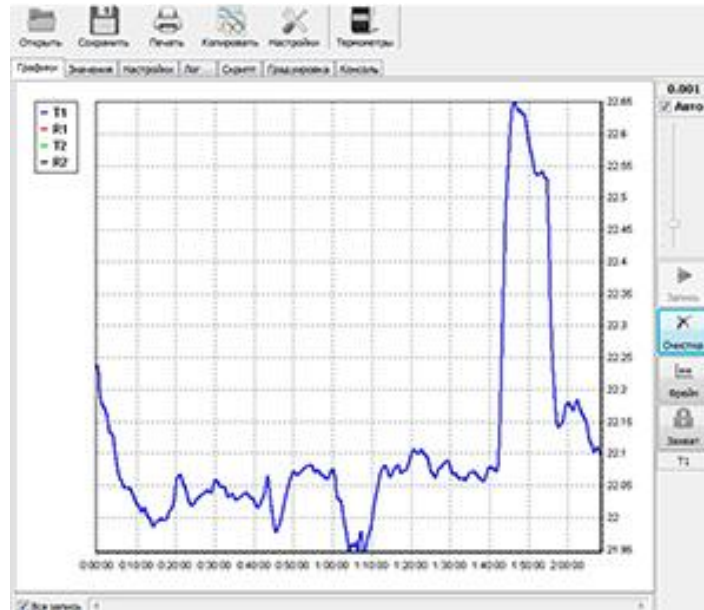 Открыть Сохранить Печать Копировать Настройки Термометры
Графики Значения Настройки Лог... Скрипт Градуировка Консоль
0.001
Авто
T1
R1
T2
R2
22.65
22.6
22.55
22.5
22.45
22.4
22.35
22.3
22.25
22.2
22.15
22.1
22.05
22
21.95
0:00:00 0:10:00 0:20:00 0:30:00 0:40:00 0:50:00 1:00:00 1:10:00 1:20:00 1:30:00 1:40:00 1:50:00 2:00:00
Запись
Очистка
Фрейм
Захват
T1
Вся запись